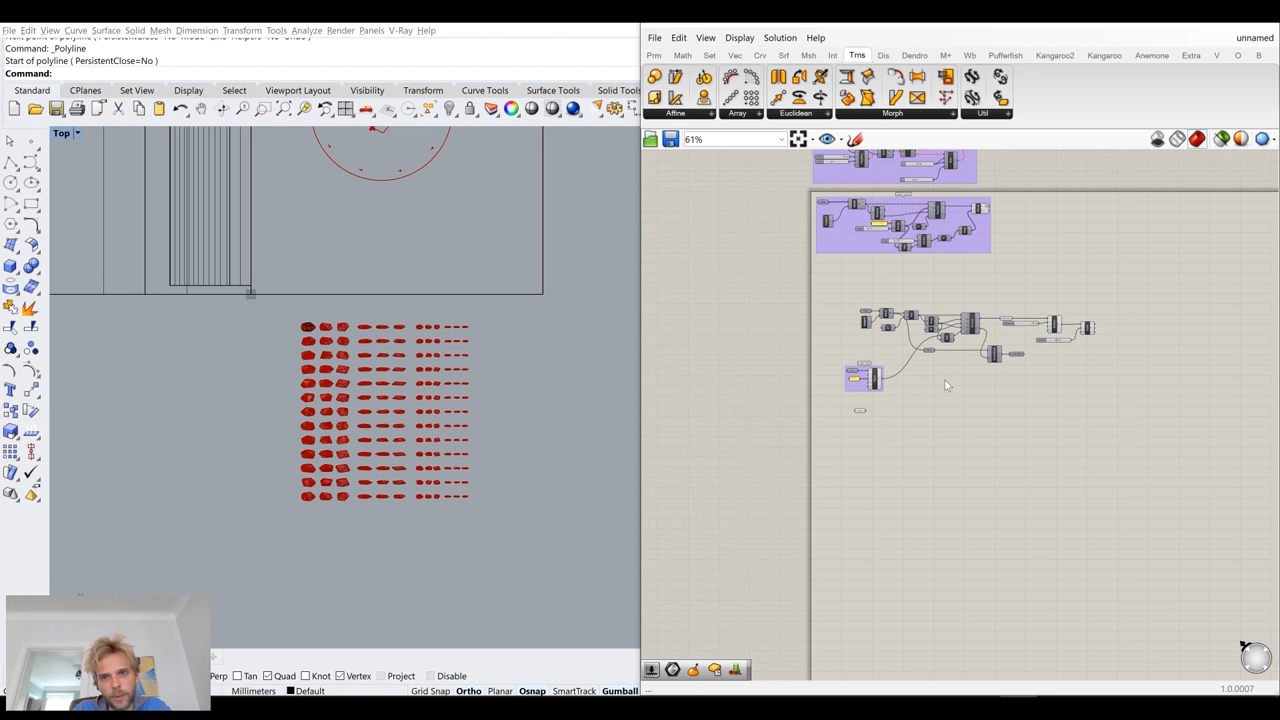 File Edit View Curve Surface Solid Mesh Dimension Transform Tools Analyze Render Panels V-Ray Help
Command: _Polyline
Start of polyline ( PersistentClose=No )
Command:
Standard CPlanes Set View Display Select Viewport Layout Visibility Transform Curve Tools Surface Tools Solid Tools
Top
Perp Tan Quad Knot Vertex Project Disable
Millimeters Default Grid Snap Ortho Planar Osnap SmartTrack Gumball
File Edit View Display Solution Help unnamed
Prm Math Set Vec Crv Srf Msh Int Trns Dis Dendro M+ Wb Pufferfish Kangaroo2 Kangaroo Anemone Extra V O B
Affine Array Euclidean Morph Util
61%
... 1.0.0007